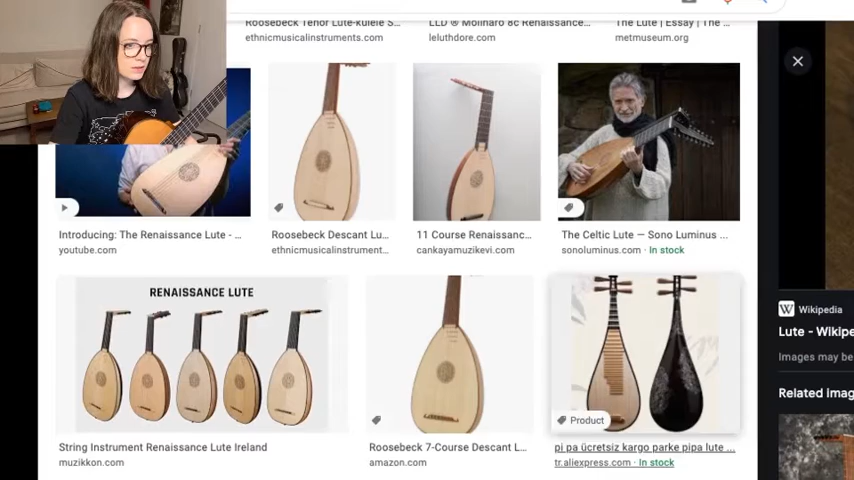 Roosebeck Tenor Lute-kulele S...
ethnicmusicalinstruments.com
LLD ® Molinaro 8c Renaissance...
leluthdore.com
The Lute | Essay | The ...
metmuseum.org
Introducing: The Renaissance Lute - ...
youtube.com
Roosebeck Descant Lu...
ethnicmusicalinstrument...
11 Course Renaissanc...
cankayamuzikevi.com
The Celtic Lute — Sono Luminus ...
sonoluminus.com · In stock
RENAISSANCE LUTE
String Instrument Renaissance Lute Ireland
muzikkon.com
Roosebeck 7-Course Descant L...
amazon.com
Product
pi pa ücretsiz kargo parke pipa lute ...
tr.aliexpress.com · In stock
W Wikipedia
Lute - Wikipe
Images may be
Related imag